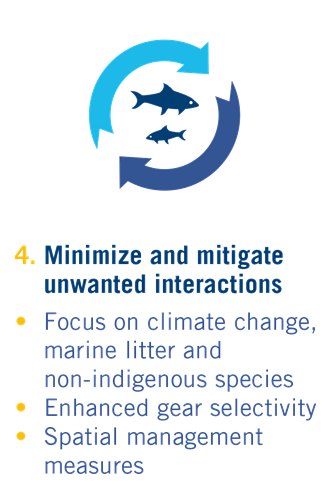 4. Minimize and mitigate
unwanted interactions
• Focus on climate change,
marine litter and
non-indigenous species
• Enhanced gear selectivity
• Spatial management
measures